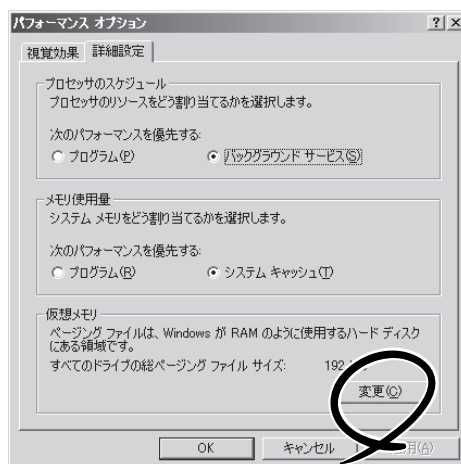 パフォーマンス オプション
視覚効果 詳細設定
プロセッサのスケジュール
プロセッサのリソースをどう割り当てるかを選択します。
次のパフォーマンスを優先する:
プログラム(P) バックグラウンド サービス(S)
メモリ使用量
システム メモリをどう割り当てるかを選択します。
次のパフォーマンスを優先する:
プログラム(R) システム キャッシュ(T)
仮想メモリ
ページング ファイルは、Windows が RAM のように使用するハード ディスク
にある領域です。
すべてのドライブの総ページング ファイル サイズ: 192
変更(C)
OK キャンセル 用(A)